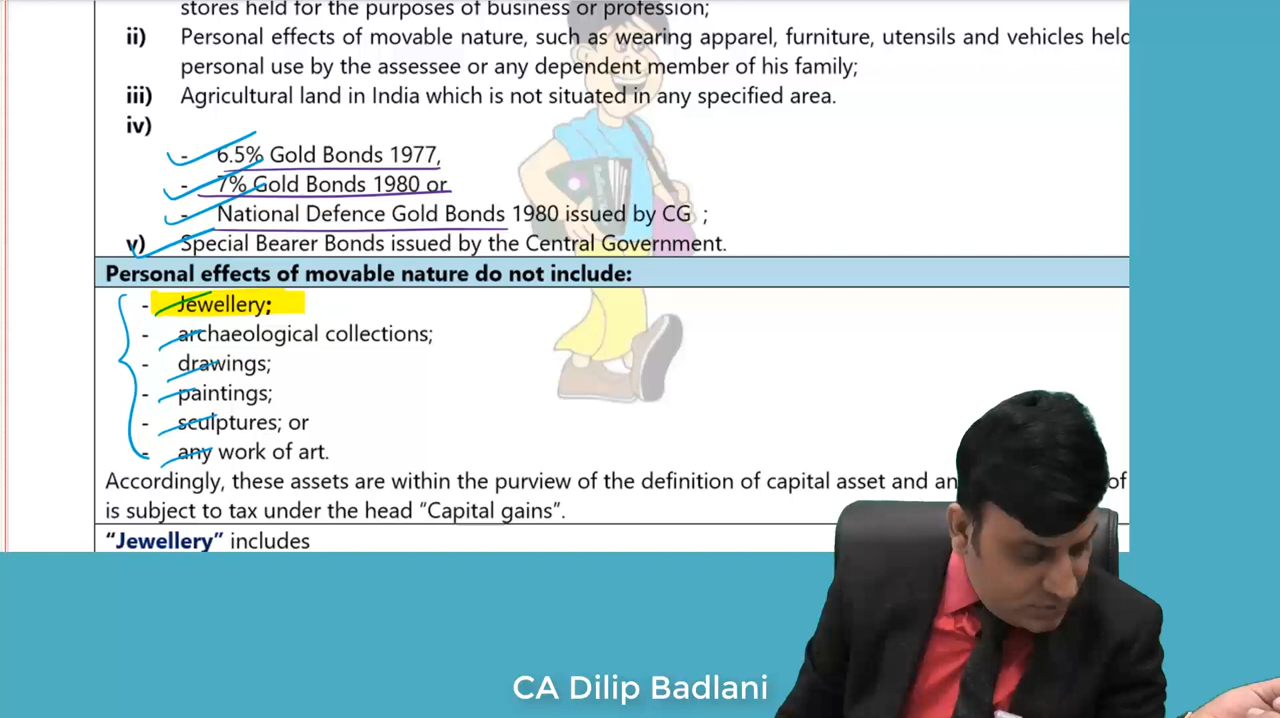 stores held for the purposes of business or profession;
ii) Personal effects of movable nature, such as wearing apparel, furniture, utensils and vehicles held
personal use by the assessee or any dependent member of his family;
iii) Agricultural land in India which is not situated in any specified area.
iv)
- 6.5% Gold Bonds 1977,
- 7% Gold Bonds 1980 or
- National Defence Gold Bonds 1980 issued by CG ;
v) Special Bearer Bonds issued by the Central Government.
Personal effects of movable nature do not include:
- Jewellery;
- archaeological collections;
- drawings;
- paintings;
- sculptures; or
- any work of art.
Accordingly, these assets are within the purview of the definition of capital asset and an of
is subject to tax under the head “Capital gains”.
“Jewellery” includes
CA Dilip Badlani